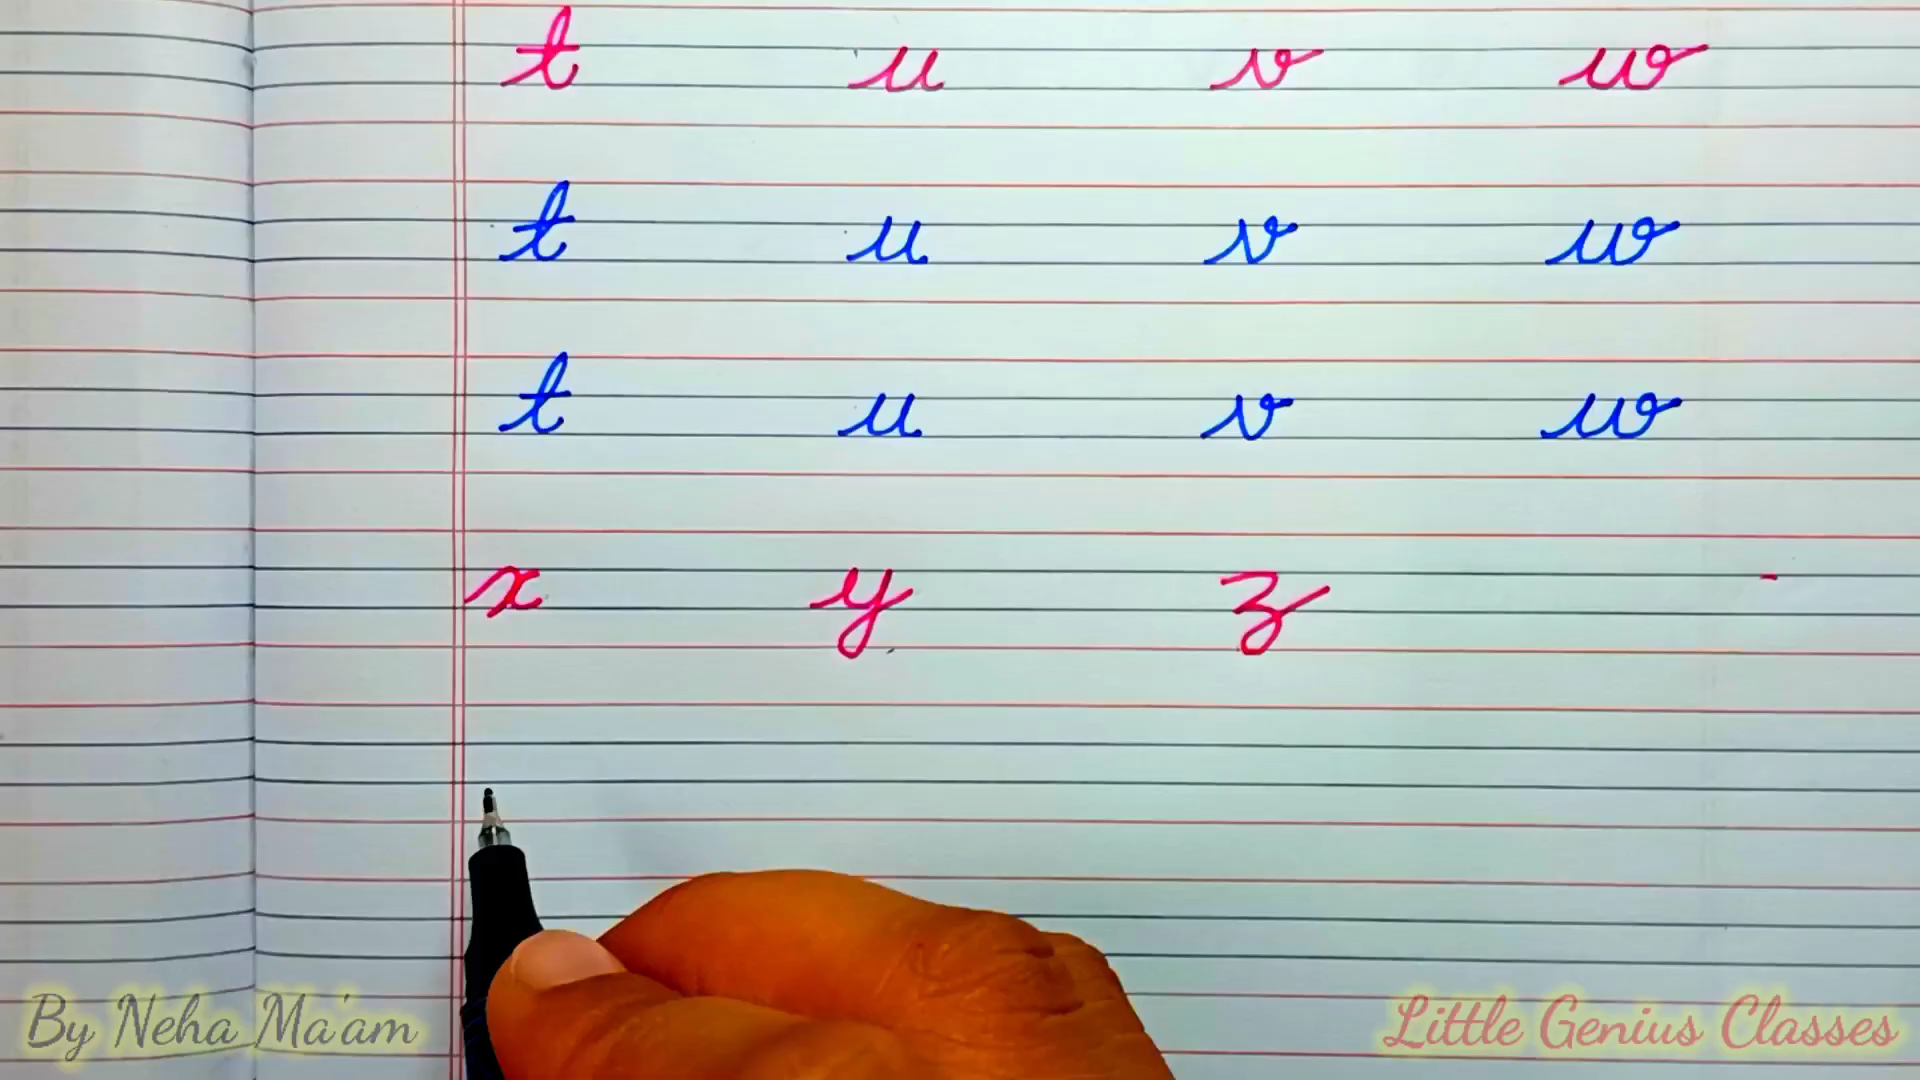 t u v w
t u v w
t u v w
x y z
By Neha Ma'am
Little Genius Classes